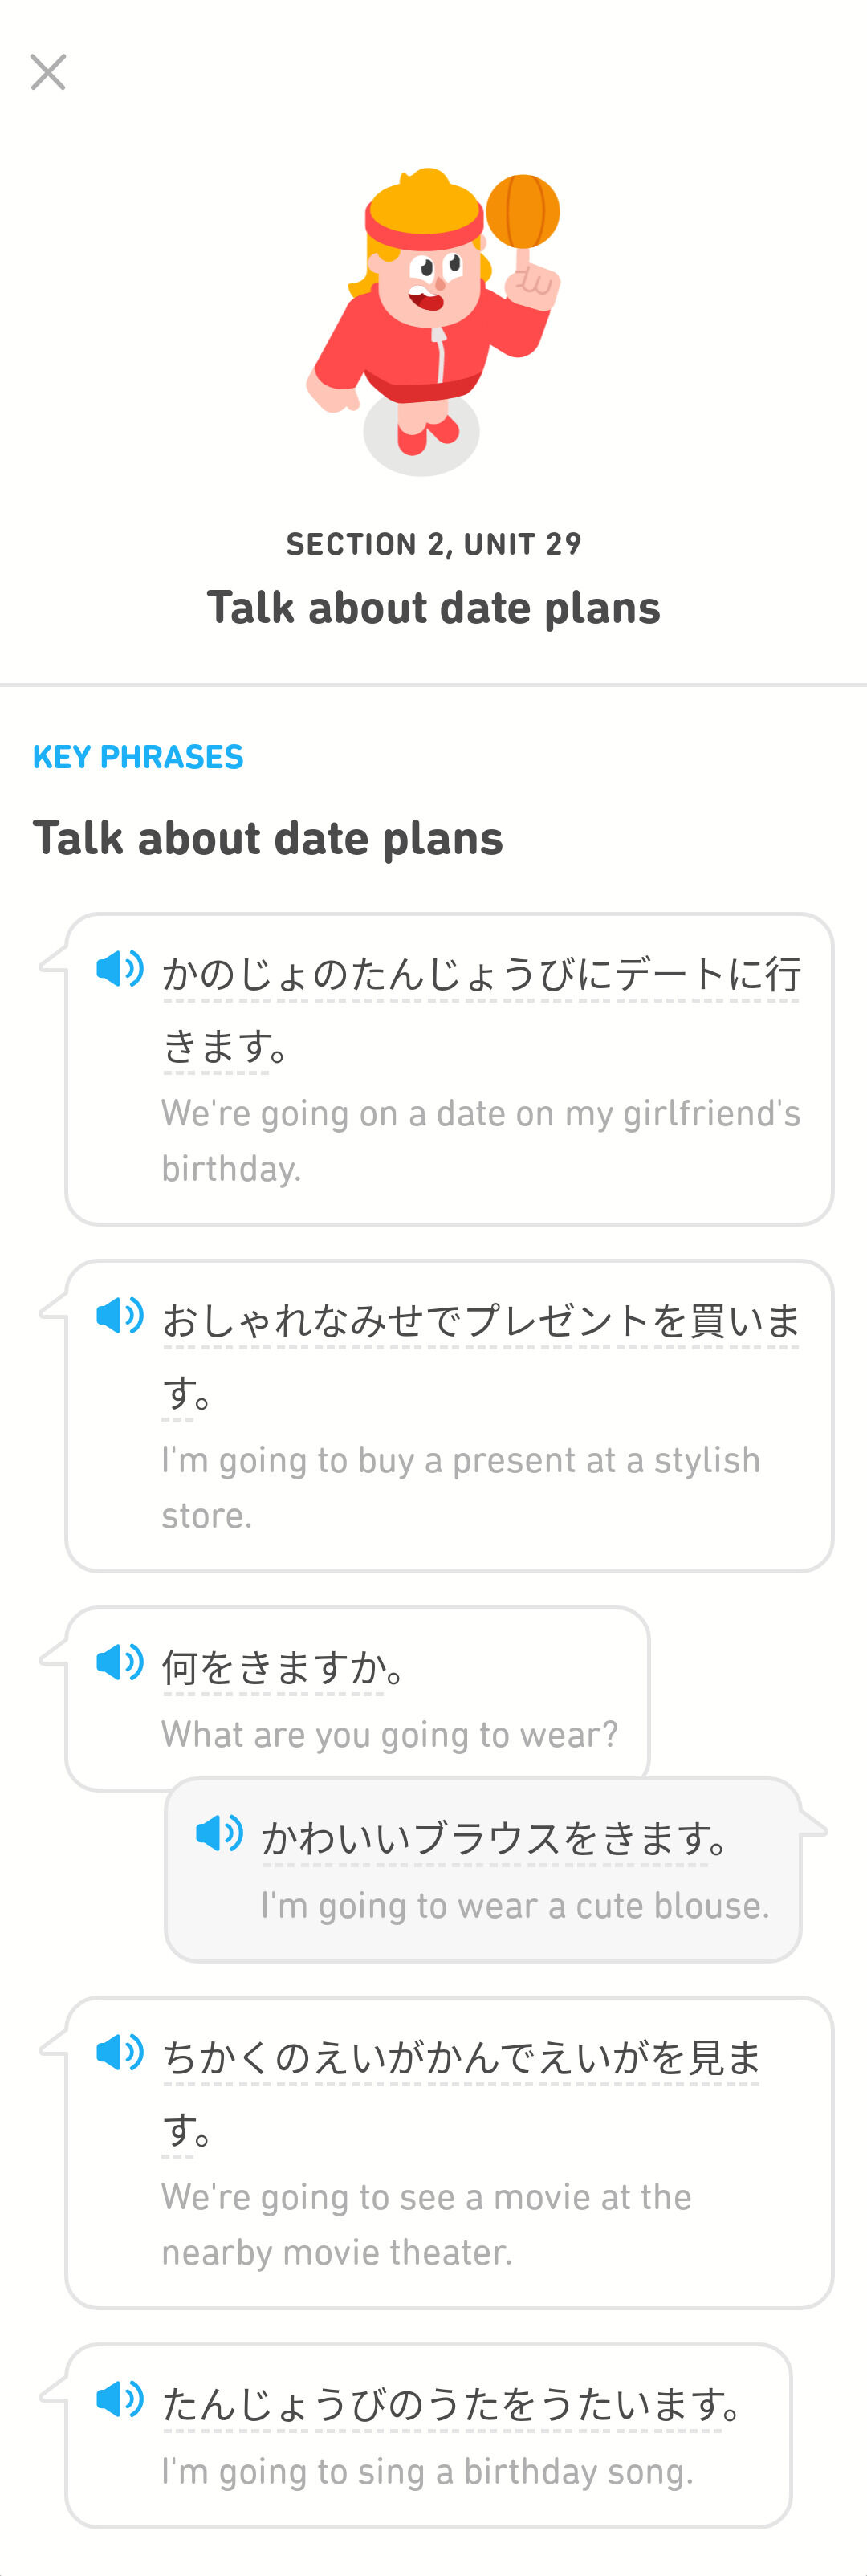 SECTION 2, UNIT 29
Talk about date plans
KEY PHRASES
Talk about date plans
かのじょのたんじょうびにデートに行
きます。
We're going on a date on my girlfriend's
birthday.
おしゃれなみせでプレゼントを買いま
す。
I'm going to buy a present at a stylish
store.
何をきますか。
What are you going to wear?
かわいいブラウスをきます。
I'm going to wear a cute blouse.
ちかくのえいがかんでえいがを見ま
す。
We're going to see a movie at the
nearby movie theater.
たんじょうびのうたをうたいます。
I'm going to sing a birthday song.